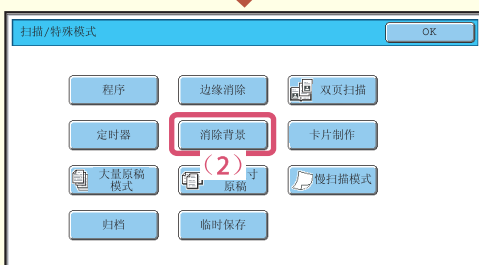 扫描/特殊模式
OK
程序
边缘消除
双页扫描
定时器
消除背景
卡片制作
(2)
大量原稿
模式
寸
原稿
慢扫描模式
归档
临时保存